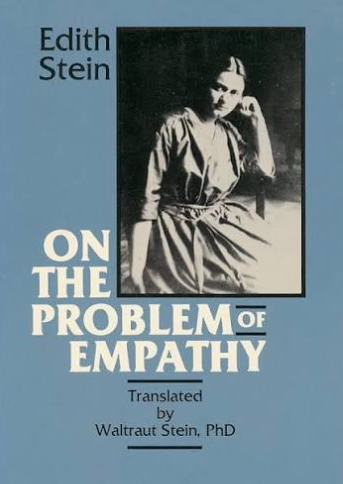 Edith
Stein
ON
THE
PROBLEM OF
EMPATHY
Translated
by
Waltraut Stein, PhD